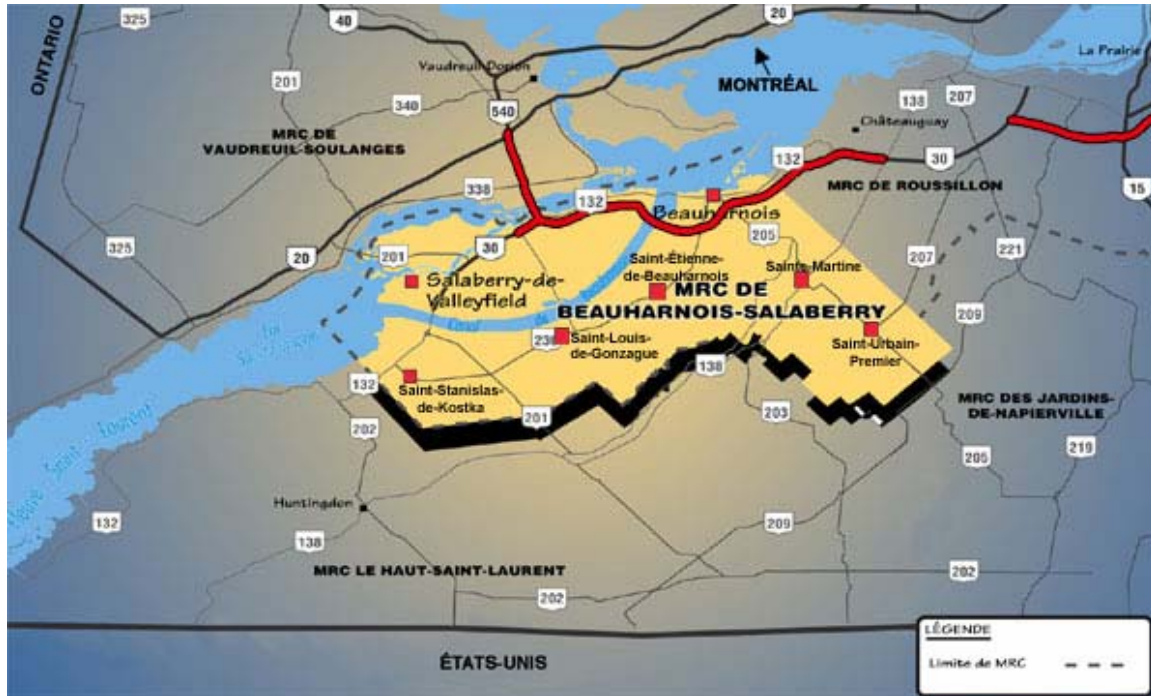 325
40
20
ONTARIO
201
Vaudreuil-Dorion
MONTRÉAL
La Prairie
340
540
138
207
Châteauguay
MRC DE
VAUDREUIL-SOULANGES
132
30
MRC DE ROUSSILLON
15
338
132
Beauharnois
325
20
201
30
205
207
221
Saint-Étienne-
de-Beauharnois
Sainte-Martine
Salaberry-de-
Valleyfield
MRC DE
BEAUHARNOIS-SALABERRY
209
Saint-Louis-
de-Gonzague
Saint-Urbain-
Premier
132
Saint-Stanislas-
de-Kostka
138
MRC DES JARDINS-
DE-NAPIERVILLE
201
203
202
205
219
Huntingdon
132
209
138
MRC LE HAUT-SAINT-LAURENT
202
202
ÉTATS-UNIS
LÉGENDE
Limite de MRC